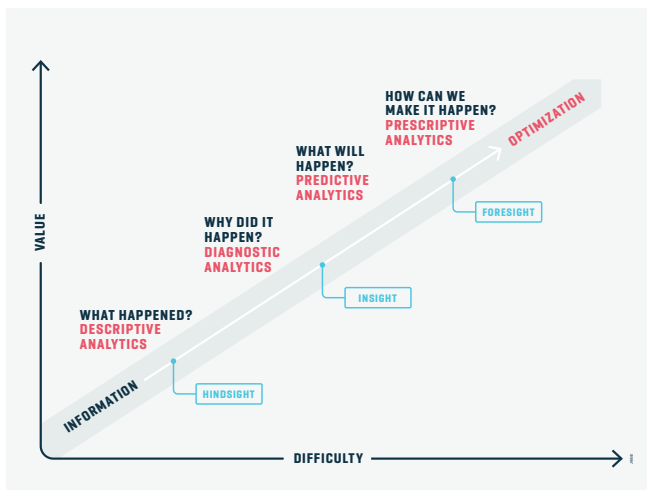 HOW CAN WE
MAKE IT HAPPEN?
PRESCRIPTIVE
ANALYTICS
OPTIMIZATION
WHAT WILL
HAPPEN?
PREDICTIVE
ANALYTICS
FORESIGHT
WHY DID IT
HAPPEN?
DIAGNOSTIC
ANALYTICS
VALUE
INSIGHT
WHAT HAPPENED?
DESCRIPTIVE
ANALYTICS
INFORMATION
HINDSIGHT
DIFFICULTY